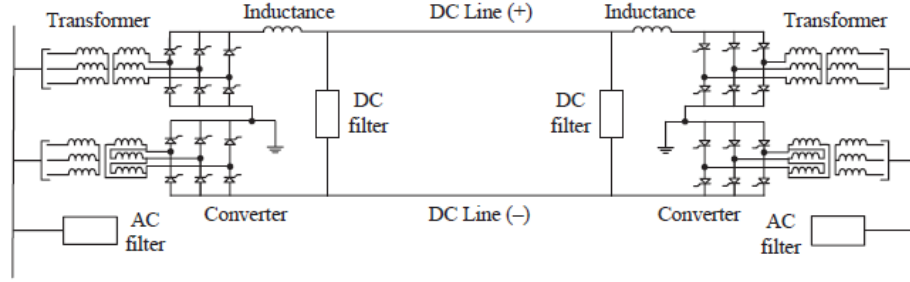 Transformer
Inductance
DC Line (+)
Inductance
Transformer
DC
filter
DC
filter
Converter
DC Line (–)
Converter
AC
filter
AC
filter